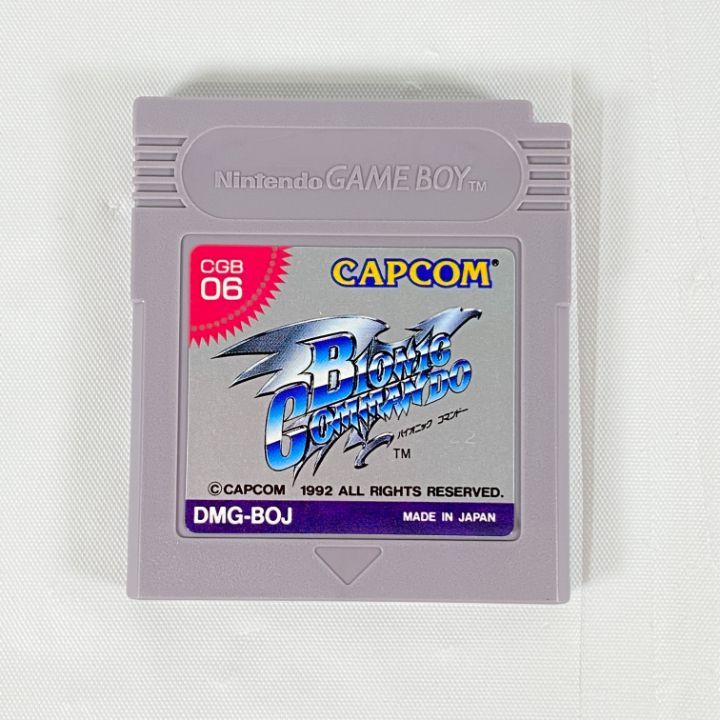 Nintendo GAME BOY™
CGB
06
CAPCOM®
BIONIC
COMMANDO
バイオニック コマンドー
TM
22
©CAPCOM 1992 ALL RIGHTS RESERVED.
DMG-BOJ
MADE IN JAPAN